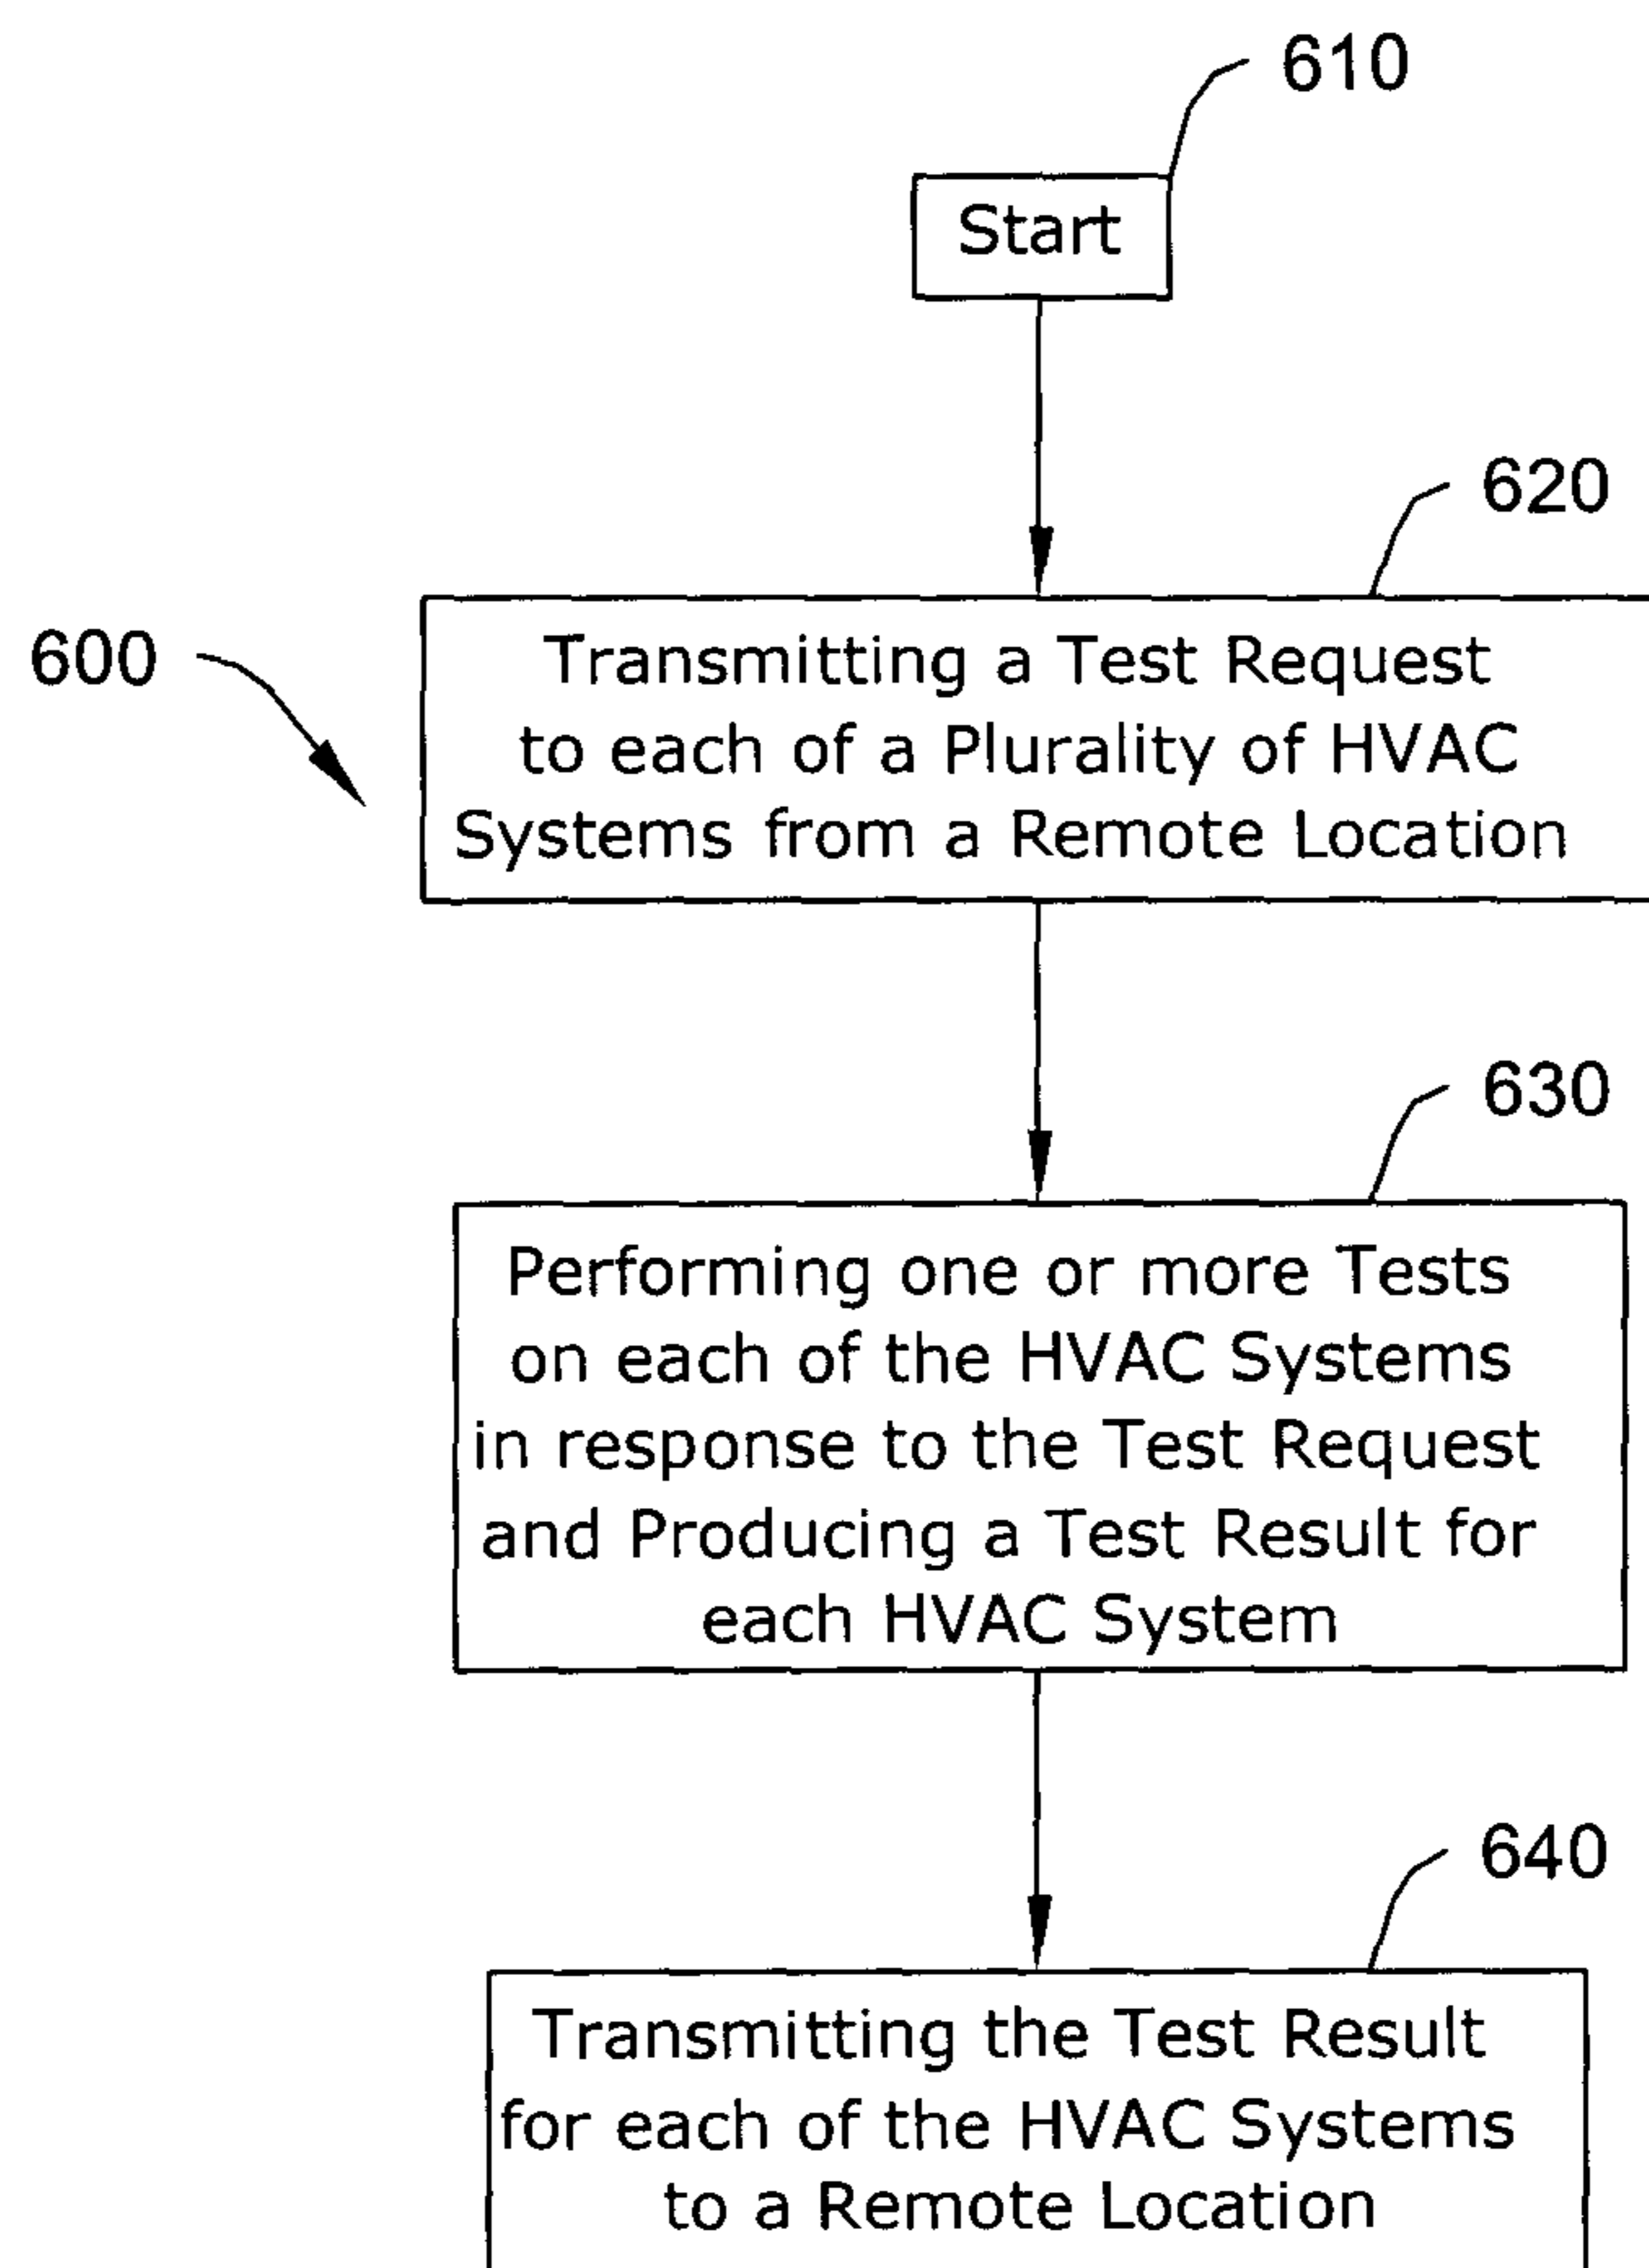 610
Start
620
600
Transmitting a Test Request
to each of a Plurality of HVAC
Systems from a Remote Location
630
Performing one or more Tests
on each of the HVAC Systems
in response to the Test Request
and Producing a Test Result for
each HVAC System
640
Transmitting the Test Result
for each of the HVAC Systems
to a Remote Location